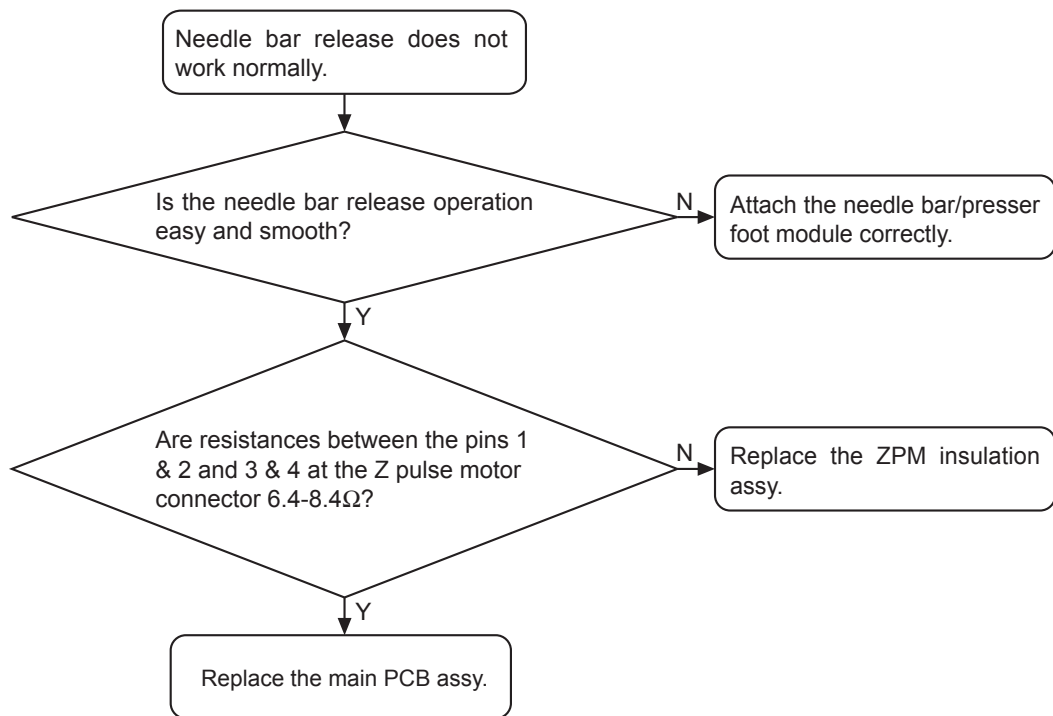 Needle bar release does not
work normally.
Is the needle bar release operation
easy and smooth?
N
Attach the needle bar/presser
foot module correctly.
Y
Are resistances between the pins 1
& 2 and 3 & 4 at the Z pulse motor
connector 6.4-8.4Ω?
N
Replace the ZPM insulation
assy.
Y
Replace the main PCB assy.